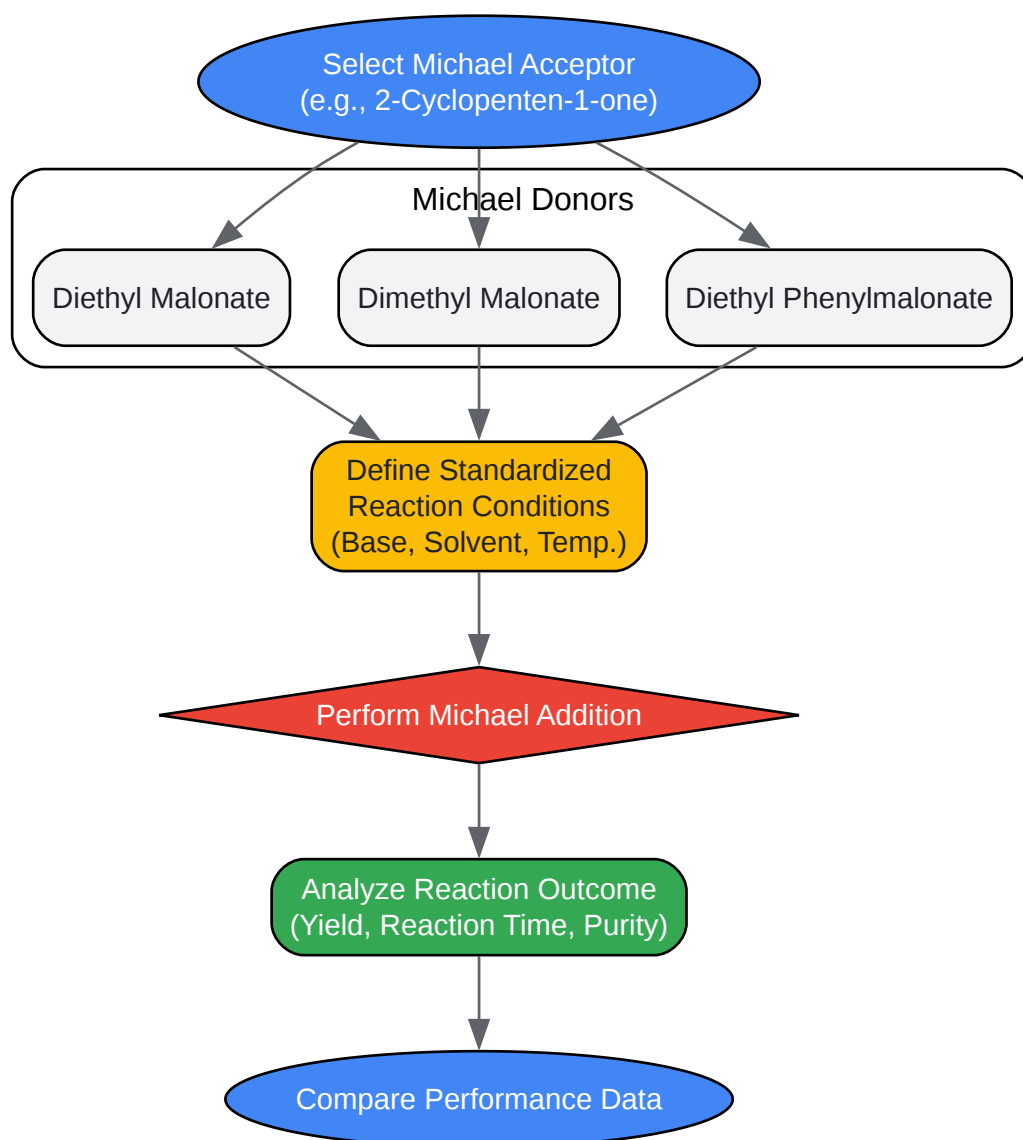 Select Michael Acceptor
(e.g., 2-Cyclopenten-1-one)
Michael Donors
Diethyl Malonate
Dimethyl Malonate
Diethyl Phenylmalonate
Define Standardized
Reaction Conditions
(Base, Solvent, Temp.)
Perform Michael Addition
Analyze Reaction Outcome
(Yield, Reaction Time, Purity)
Compare Performance Data